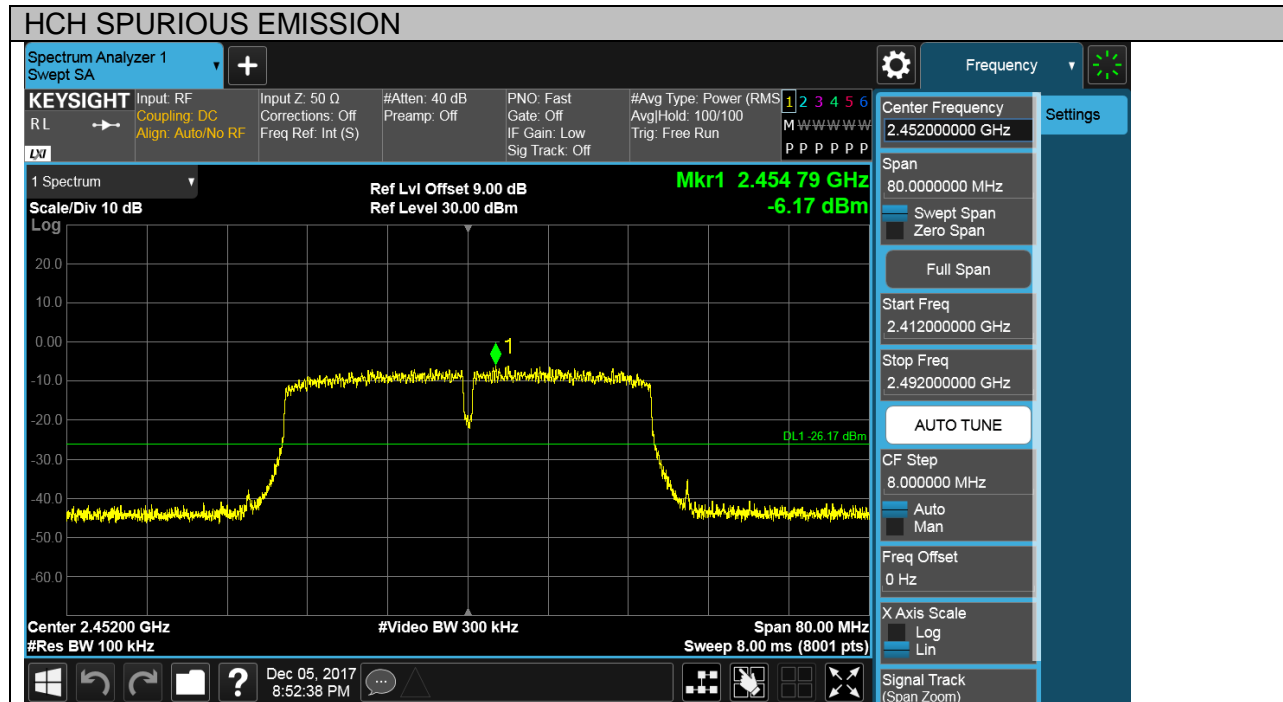 HCH SPURIOUS EMISSION
Spectrum Analyzer 1
Swept SA
+
Frequency
KEYSIGHT
RL
LXI
Input: RF
Coupling: DC
Align: Auto/No RF
Input Z: 50 Ω
Corrections: Off
Freq Ref: Int (S)
#Atten: 40 dB
Preamp: Off
PNO: Fast
Gate: Off
IF Gain: Low
Sig Track: Off
#Avg Type: Power (RMS
Avg|Hold: 100/100
Trig: Free Run
1 2 3 4 5 6
M W W W W W
P P P P P P
1 Spectrum
Scale/Div 10 dB
Log
Ref Lvl Offset 9.00 dB
Ref Level 30.00 dBm
Mkr1 2.454 79 GHz
-6.17 dBm
20.0
10.0
0.00
-10.0
-20.0
-30.0
-40.0
-50.0
-60.0
1
DL1 -26.17 dBm
Center 2.45200 GHz
#Res BW 100 kHz
#Video BW 300 kHz
Span 80.00 MHz
Sweep 8.00 ms (8001 pts)
Center Frequency
2.452000000 GHz
Span
80.0000000 MHz
Swept Span
Zero Span
Full Span
Start Freq
2.412000000 GHz
Stop Freq
2.492000000 GHz
AUTO TUNE
CF Step
8.000000 MHz
Auto
Man
Freq Offset
0 Hz
X Axis Scale
Log
Lin
Signal Track
(Span Zoom)
Settings
?
Dec 05, 2017
8:52:38 PM